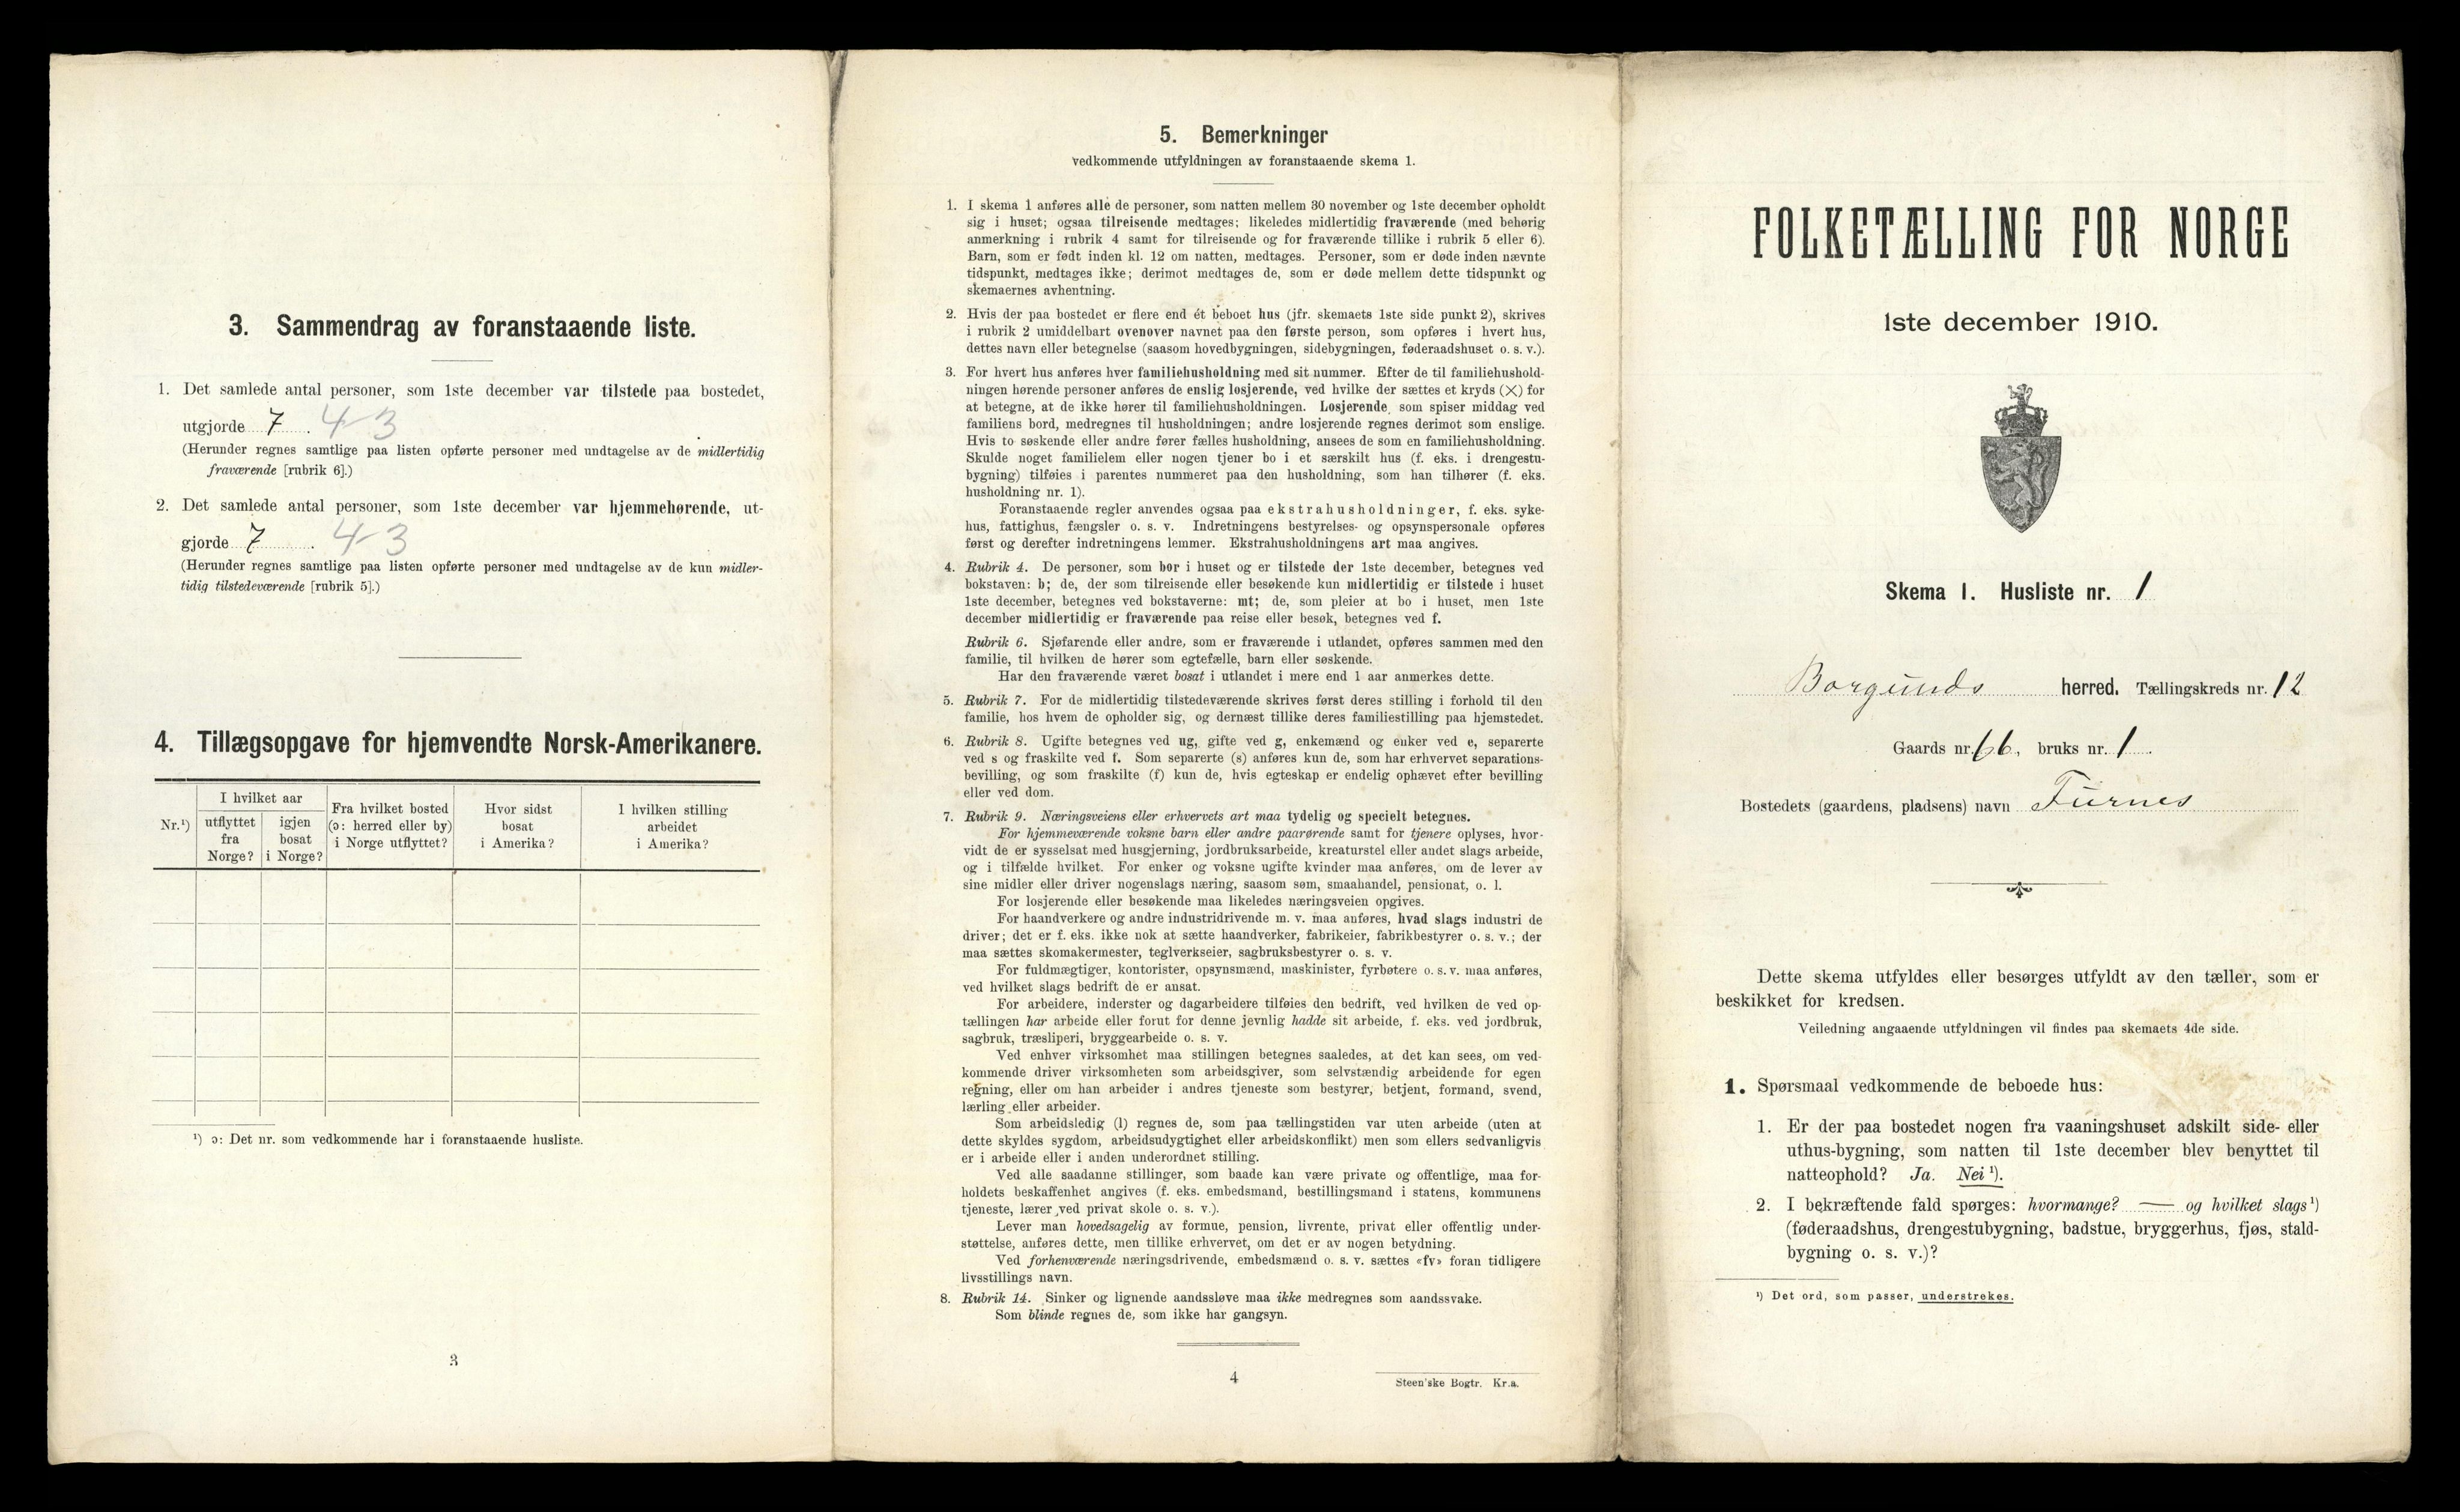 3. Sammendrag av foranstaaende liste.
1. Det samlede antal personer, som 1ste december var tilstede paa bostedet,
utgjorde 7 . 4-3
(Herunder regnes samtlige paa listen opførte personer med undtagelse av de midlertidig
fraværende [rubrik 6].)
2. Det samlede antal personer, som 1ste december var hjemmehørende, ut-
gjorde 7 . 4-3
(Herunder regnes samtlige paa listen opførte personer med undtagelse av de kun midler-
tidig tilstedeværende [rubrik 5].)
4. Tillægsopgave for hjemvendte Norsk-Amerikanere.
Nr.¹)
I hvilket aar
utflyttet
fra
Norge?
igjen
bosat
i Norge?
Fra hvilket bosted
(ɔ: herred eller by)
i Norge utflyttet?
Hvor sidst
bosat
i Amerika?
I hvilken stilling
arbeidet
i Amerika?
¹) ɔ: Det nr. som vedkommende har i foranstaaende husliste.
3
5. Bemerkninger
vedkommende utfyldningen av foranstaaende skema 1.
1. I skema 1 anføres alle de personer, som natten mellem 30 november og 1ste december opholdt
sig i huset; ogsaa tilreisende medtages; likeledes midlertidig fraværende (med behørig
anmerkning i rubrik 4 samt for tilreisende og for fraværende tillike i rubrik 5 eller 6).
Barn, som er født inden kl. 12 om natten, medtages. Personer, som er døde inden nævnte
tidspunkt, medtages ikke; derimot medtages de, som er døde mellem dette tidspunkt og
skemaernes avhentning.
2. Hvis der paa bostedet er flere end ét beboet hus (jfr. skemaets 1ste side punkt 2), skrives
i rubrik 2 umiddelbart ovenover navnet paa den første person, som opføres i hvert hus,
dettes navn eller betegnelse (saasom hovedbygningen, sidebygningen, føderaadshuset o. s. v.).
3. For hvert hus anføres hver familiehusholdning med sit nummer. Efter de til familiehushold-
ningen hørende personer anføres de enslig losjerende, ved hvilke der sættes et kryds (×) for
at betegne, at de ikke hører til familiehusholdningen. Losjerende som spiser middag ved
familiens bord, medregnes til husholdningen; andre losjerende regnes derimot som enslige.
Hvis to søskende eller andre fører fælles husholdning, ansees de som en familiehusholdning.
Skulde noget familielem eller nogen tjener bo i et særskilt hus (f. eks. i drengestu-
bygning) tilføies i parentes nummeret paa den husholdning, som han tilhører (f. eks.
husholdning nr. 1).
Foranstaaende regler anvendes ogsaa paa ekstrahusholdninger, f. eks. syke-
hus, fattighus, fængsler o. s. v. Indretningens bestyrelses- og opsynspersonale opføres
først og derefter indretningens lemmer. Ekstrahusholdningens art maa angives.
4. Rubrik 4. De personer, som bor i huset og er tilstede der 1ste december, betegnes ved
bokstaven: b; de, der som tilreisende eller besøkende kun midlertidig er tilstede i huset
1ste december, betegnes ved bokstaverne: mt; de, som pleier at bo i huset, men 1ste
december midlertidig er fraværende paa reise eller besøk, betegnes ved f.
Rubrik 6. Sjøfarende eller andre, som er fraværende i utlandet, opføres sammen med den
familie, til hvilken de hører som egtefælle, barn eller søskende.
Har den fraværende været bosat i utlandet i mere end 1 aar anmerkes dette.
5. Rubrik 7. For de midlertidig tilstedeværende skrives først deres stilling i forhold til den
familie, hos hvem de opholder sig, og dernæst tillike deres familiestilling paa hjemstedet.
6. Rubrik 8. Ugifte betegnes ved ug, gifte ved g, enkemænd og enker ved e, separerte
ved s og fraskilte ved f. Som separerte (s) anføres kun de, som har erhvervet separations-
bevilling, og som fraskilte (f) kun de, hvis egteskap er endelig ophævet efter bevilling
eller ved dom.
7. Rubrik 9. Næringsveiens eller erhvervets art maa tydelig og specielt betegnes.
For hjemmeværende voksne barn eller andre paarørende samt for tjenere oplyses, hvor-
vidt de er sysselsat med husgjerning, jordbruksarbeide, kreaturstel eller andet slags arbeide,
og i tilfælde hvilket. For enker og voksne ugifte kvinder maa anføres, om de lever av
sine midler eller driver nogenslags næring, saasom søm, smaahandel, pensionat, o. l.
For losjerende eller besøkende maa likeledes næringsveien opgives.
For haandverkere og andre industridrivende m. v. maa anføres, hvad slags industri de
driver; det er f. eks. ikke nok at sætte haandverker, fabrikeier, fabrikbestyrer o. s. v.; der
maa sættes skomakermester, teglverkseier, sagbruksbestyrer o. s. v.
For fuldmægtiger, kontorister, opsynsmænd, maskinister, fyrbøtere o. s. v. maa anføres,
ved hvilket slags bedrift de er ansat.
For arbeidere, inderster og dagarbeidere tilføies den bedrift, ved hvilken de ved op-
tællingen har arbeide eller forut for denne jevnlig hadde sit arbeide, f. eks. ved jordbruk,
sagbruk, træsliperi, bryggearbeide o. s. v.
Ved enhver virksomhet maa stillingen betegnes saaledes, at det kan sees, om ved-
kommende driver virksomheten som arbeidsgiver, som selvstændig arbeidende for egen
regning, eller om han arbeider i andres tjeneste som bestyrer, betjent, formand, svend,
lærling eller arbeider.
Som arbeidsledig (l) regnes de, som paa tællingstiden var uten arbeide (uten at
dette skyldes sygdom, arbeidsudygtighet eller arbeidskonflikt) men som ellers sedvanligvis
er i arbeide eller i anden underordnet stilling.
Ved alle saadanne stillinger, som baade kan være private og offentlige, maa for-
holdets beskaffenhet angives (f. eks. embedsmand, bestillingsmand i statens, kommunens
tjeneste, lærer ved privat skole o. s. v.).
Lever man hovedsagelig av formue, pension, livrente, privat eller offentlig under-
støttelse, anføres dette, men tillike erhvervet, om det er av nogen betydning.
Ved forhenværende næringsdrivende, embedsmænd o. s. v. sættes «fv» foran tidligere
livsstillings navn.
8. Rubrik 14. Sinker og lignende aandssløve maa ikke medregnes som aandssvake.
Som blinde regnes de, som ikke har gangsyn.
4
Steen'ske Bogtr. Kr.a.
FOLKETÆLLING FOR NORGE
1ste december 1910.
Skema I. Husliste nr. 1
Borgunds herred. Tællingskreds nr. 12
Gaards nr. 66, bruks nr. 1.
Bostedets (gaardens, pladsens) navn Furnes
Dette skema utfyldes eller besørges utfyldt av den tæller, som er
beskikket for kredsen.
Veiledning angaaende utfyldningen vil findes paa skemaets 4de side.
1. Spørsmaal vedkommende de beboede hus:
1. Er der paa bostedet nogen fra vaaningshuset adskilt side- eller
uthus-bygning, som natten til 1ste december blev benyttet til
natteophold? Ja. Nei ¹).
2. I bekræftende fald spørges: hvormange? — og hvilket slags ¹)
(føderaadshus, drengestubygning, badstue, bryggerhus, fjøs, stald-
bygning o. s. v.)?
¹) Det ord, som passer, understrekes.